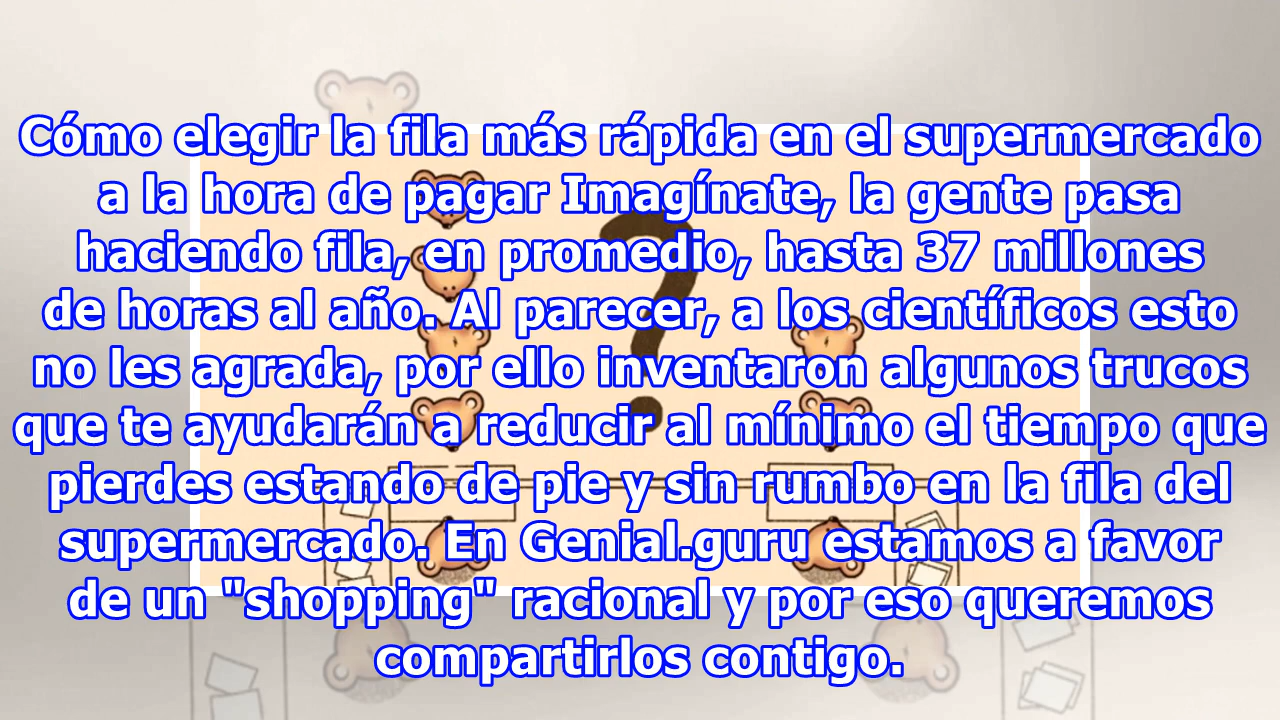 Cómo elegir la fila más rápida en el supermercado
a la hora de pagar Imagínate, la gente pasa
haciendo fila, en promedio, hasta 37 millones
de horas al año. Al parecer, a los científicos esto
no les agrada, por ello inventaron algunos trucos
que te ayudarán a reducir al mínimo el tiempo que
pierdes estando de pie y sin rumbo en la fila del
supermercado. En Genial.guru estamos a favor
de un "shopping" racional y por eso queremos
compartirlos contigo.